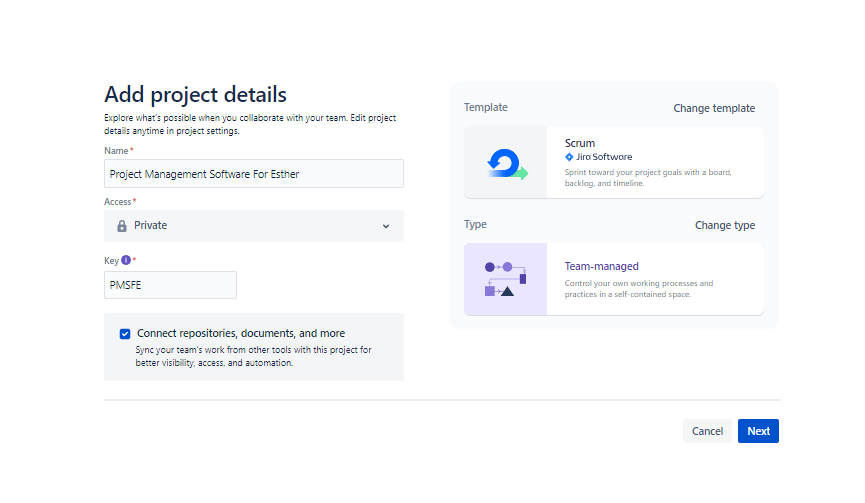 Add project details
Explore what's possible when you collaborate with your team. Edit project
details anytime in project settings.
Name*
Project Management Software For Esther
Access*
Private
Key i *
PMSFE
Connect repositories, documents, and more
Sync your team's work from other tools with this project for
better visibility, access, and automation.
Template
Change template
Scrum
Jira Software
Sprint toward your project goals with a board,
backlog, and timeline.
Type
Change type
Team-managed
Control your own working processes and
practices in a self-contained space.
Cancel
Next